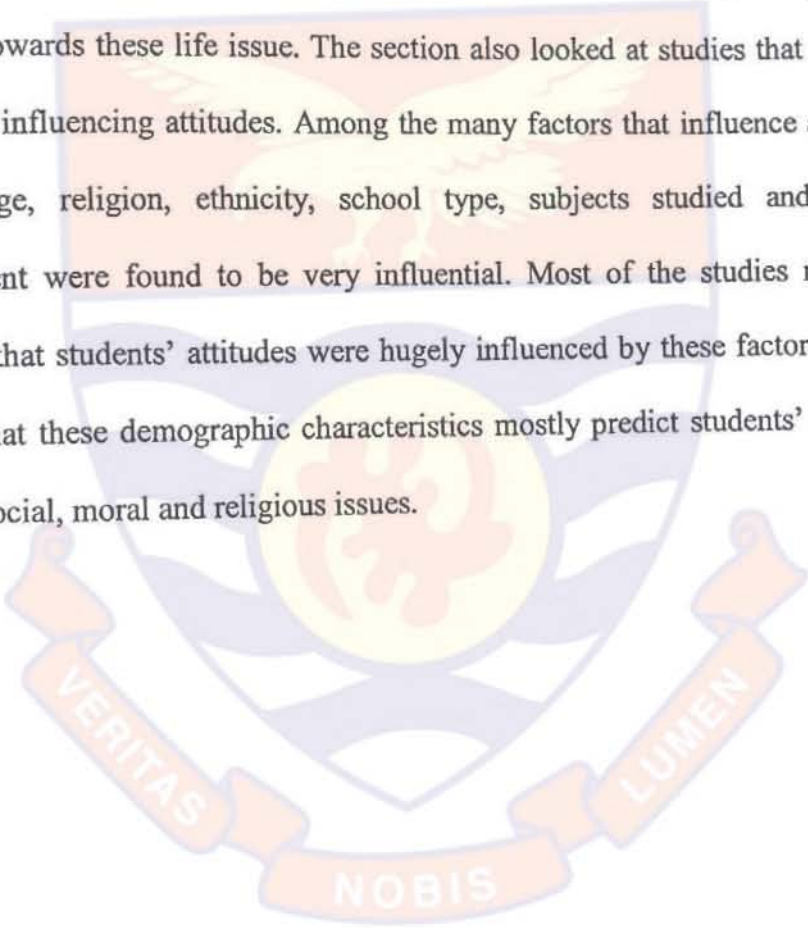 owards these life issue. The section also looked at studies that
influencing attitudes. Among the many factors that influence
ge, religion, ethnicity, school type, subjects studied and
nt were found to be very influential. Most of the studies
that students' attitudes were hugely influenced by these factor
at these demographic characteristics mostly predict students'
ocial, moral and religious issues.
VERITAS
NOBIS
LUMEN